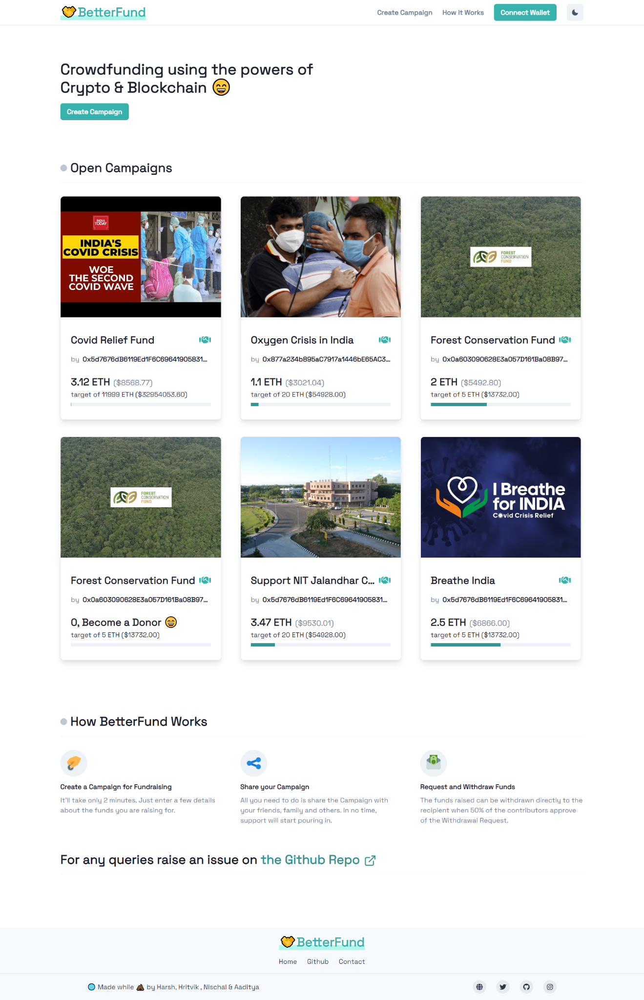 BetterFund
Create Campaign
How it Works
Connect Wallet
Crowdfunding using the powers of
Crypto & Blockchain 😄
Create Campaign
Open Campaigns
INDIA
TODAY
INDIA'S
COVID CRISIS
WOE
THE SECOND
COVID WAVE
FOREST
CONSERVATION
FUND
Covid Relief Fund
by 0x5d7676dB6119Ed1F6C69641905831...
3.12 ETH ($8568.77)
target of 11999 ETH ($32954053.60)
Oxygen Crisis in India
by 0x877a234b895aC7917a1446bE65AC3...
1.1 ETH ($3021.04)
target of 20 ETH ($54928.00)
Forest Conservation Fund
by 0x0a603090628E3a057D161Ba08B97...
2 ETH ($5492.80)
target of 5 ETH ($13732.00)
FOREST
CONSERVATION
FUND
I Breathe
for INDIA
Covid Crisis Relief
Forest Conservation Fund
by 0x0a603090628E3a057D161Ba08B97...
0, Become a Donor 😄
target of 5 ETH ($13732.00)
Support NIT Jalandhar C...
by 0x5d7676dB6119Ed1F6C69641905831...
3.47 ETH ($9530.01)
target of 20 ETH ($54928.00)
Breathe India
by 0x5d7676dB6119Ed1F6C69641905831...
2.5 ETH ($6866.00)
target of 5 ETH ($13732.00)
How BetterFund Works
Create a Campaign for Fundraising
It'll take only 2 minutes. Just enter a few details
about the funds you are raising for.
Share your Campaign
All you need to do is share the Campaign with
your friends, family and others. In no time,
support will start pouring in.
Request and Withdraw Funds
The funds raised can be withdrawn directly to the
recipient when 50% of the contributors approve
of the Withdrawal Request.
For any queries raise an issue on the Github Repo
BetterFund
Home
Github
Contact
🌐 Made while 💩 by Harsh, Hritvik , Nischal & Aaditya